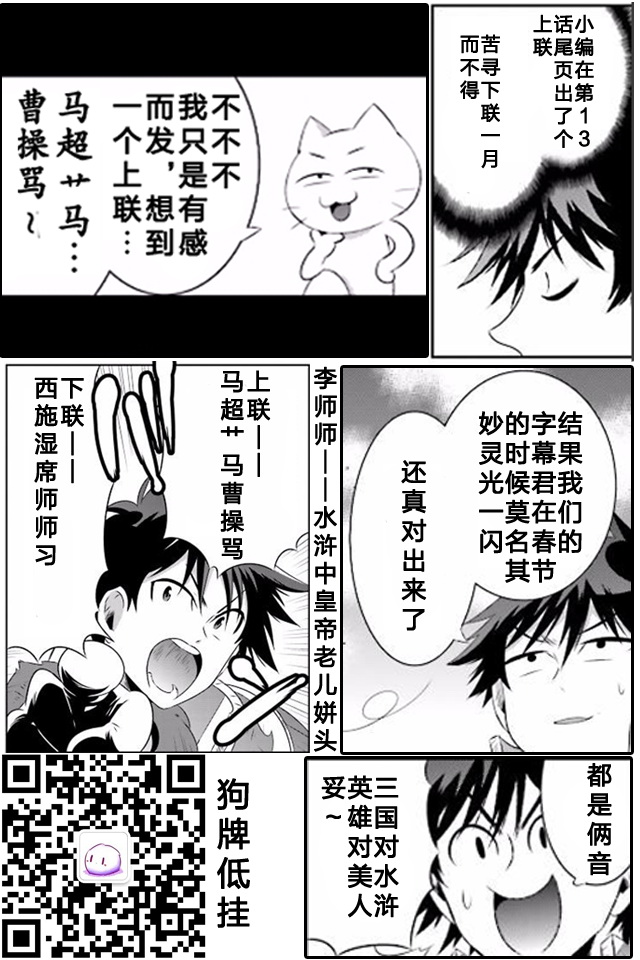 小编在第13
话尾页出了个
上联
苦寻下联一月
而不得
不不不
我只是有感
而发，想到
一个上联…
马超艹马…
曹操骂~
结果我们的
字幕君在春节
的时候莫名其
妙灵光一闪
还真对出来了
李师师——水浒中皇帝老儿姘头
上联——
马超艹马曹操骂
下联——
西施湿席师师习
都是俩音
三国对水浒
英雄对美人
妥~
狗牌低挂